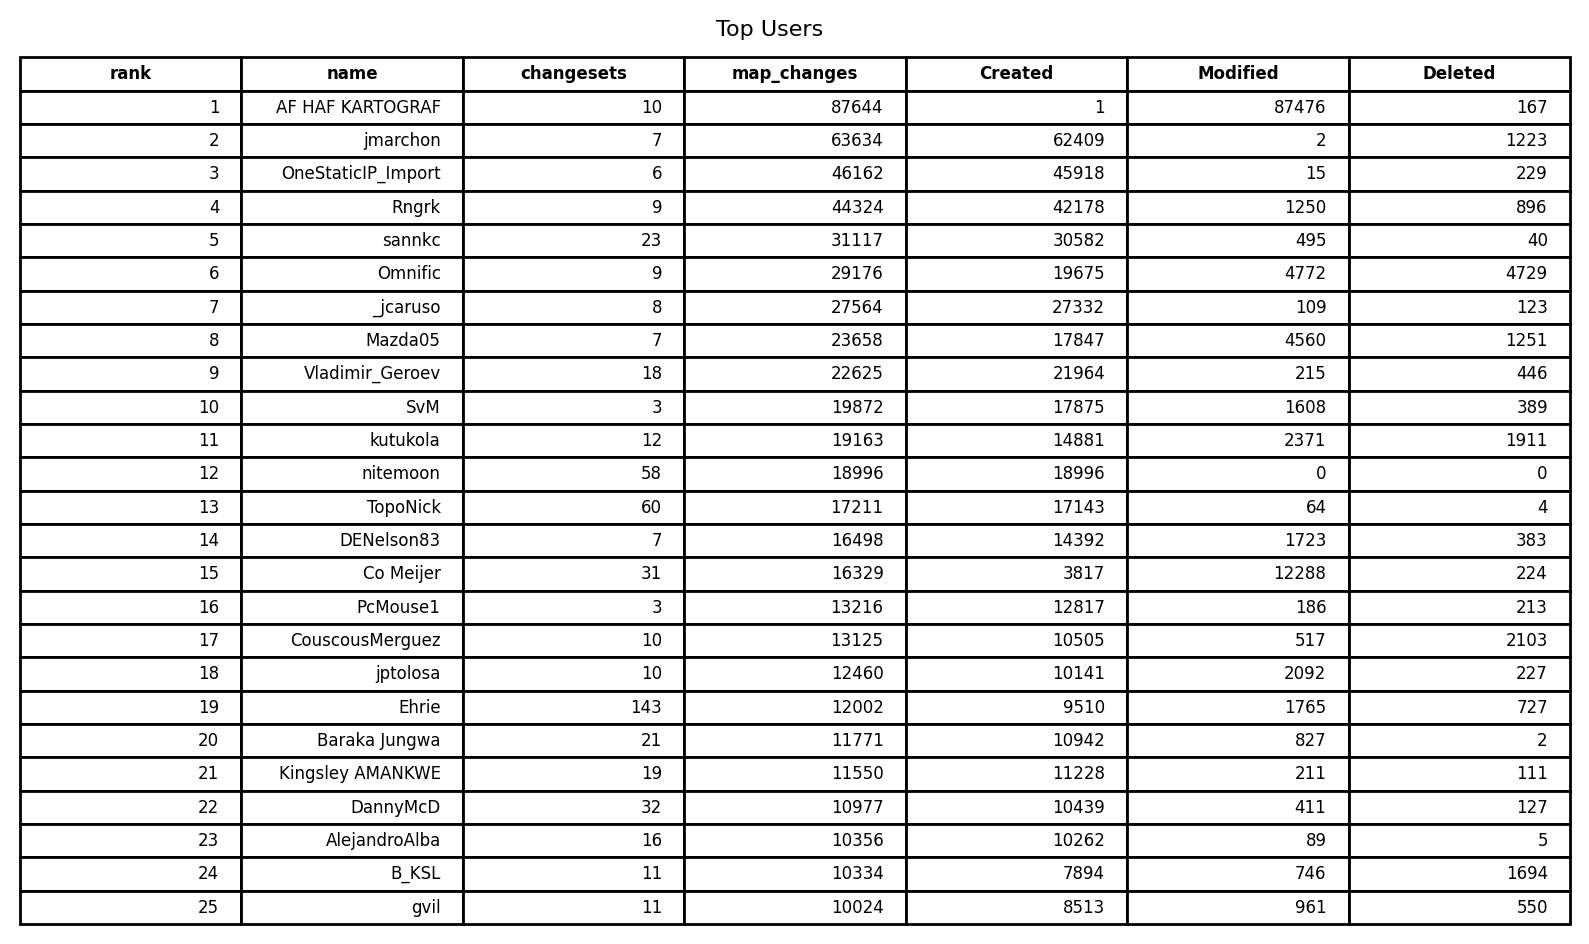 Top Users
rank name changesets map_changes Created Modified Deleted
1 AF HAF KARTOGRAF 10 87644 1 87476 167
2 jmarchon 7 63634 62409 2 1223
3 OneStaticIP_Import 6 46162 45918 15 229
4 Rngrk 9 44324 42178 1250 896
5 sannkc 23 31117 30582 495 40
6 Omnific 9 29176 19675 4772 4729
7 _jcaruso 8 27564 27332 109 123
8 Mazda05 7 23658 17847 4560 1251
9 Vladimir_Geroev 18 22625 21964 215 446
10 SvM 3 19872 17875 1608 389
11 kutukola 12 19163 14881 2371 1911
12 nitemoon 58 18996 18996 0 0
13 TopoNick 60 17211 17143 64 4
14 DENelson83 7 16498 14392 1723 383
15 Co Meijer 31 16329 3817 12288 224
16 PcMouse1 3 13216 12817 186 213
17 CouscousMerguez 10 13125 10505 517 2103
18 jptolosa 10 12460 10141 2092 227
19 Ehrie 143 12002 9510 1765 727
20 Baraka Jungwa 21 11771 10942 827 2
21 Kingsley AMANKWE 19 11550 11228 211 111
22 DannyMcD 32 10977 10439 411 127
23 AlejandroAlba 16 10356 10262 89 5
24 B_KSL 11 10334 7894 746 1694
25 gvil 11 10024 8513 961 550